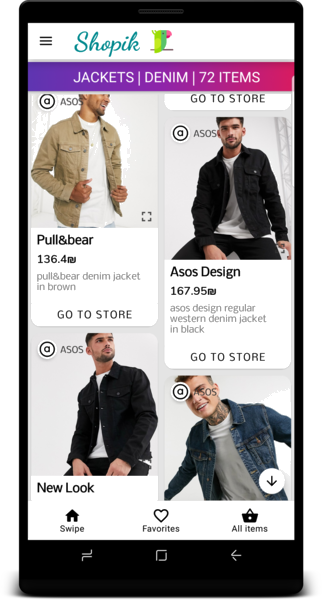 Shopik
JACKETS | DENIM | 72 ITEMS
ASOS
Pull&bear
136.4₪
pull&bear denim jacket
in brown
GO TO STORE
ASOS
New Look
GO TO STORE
ASOS
Asos Design
167.95₪
asos design regular
western denim jacket
in black
GO TO STORE
ASOS
Swipe
Favorites
All items